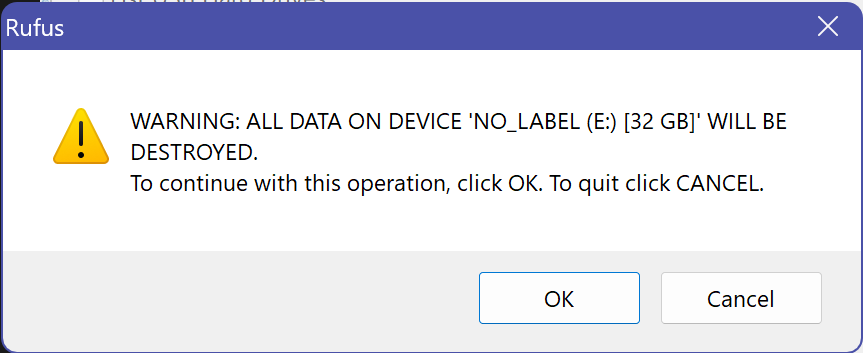 Rufus
WARNING: ALL DATA ON DEVICE 'NO_LABEL (E:) [32 GB]' WILL BE
DESTROYED.
To continue with this operation, click OK. To quit click CANCEL.
OK
Cancel